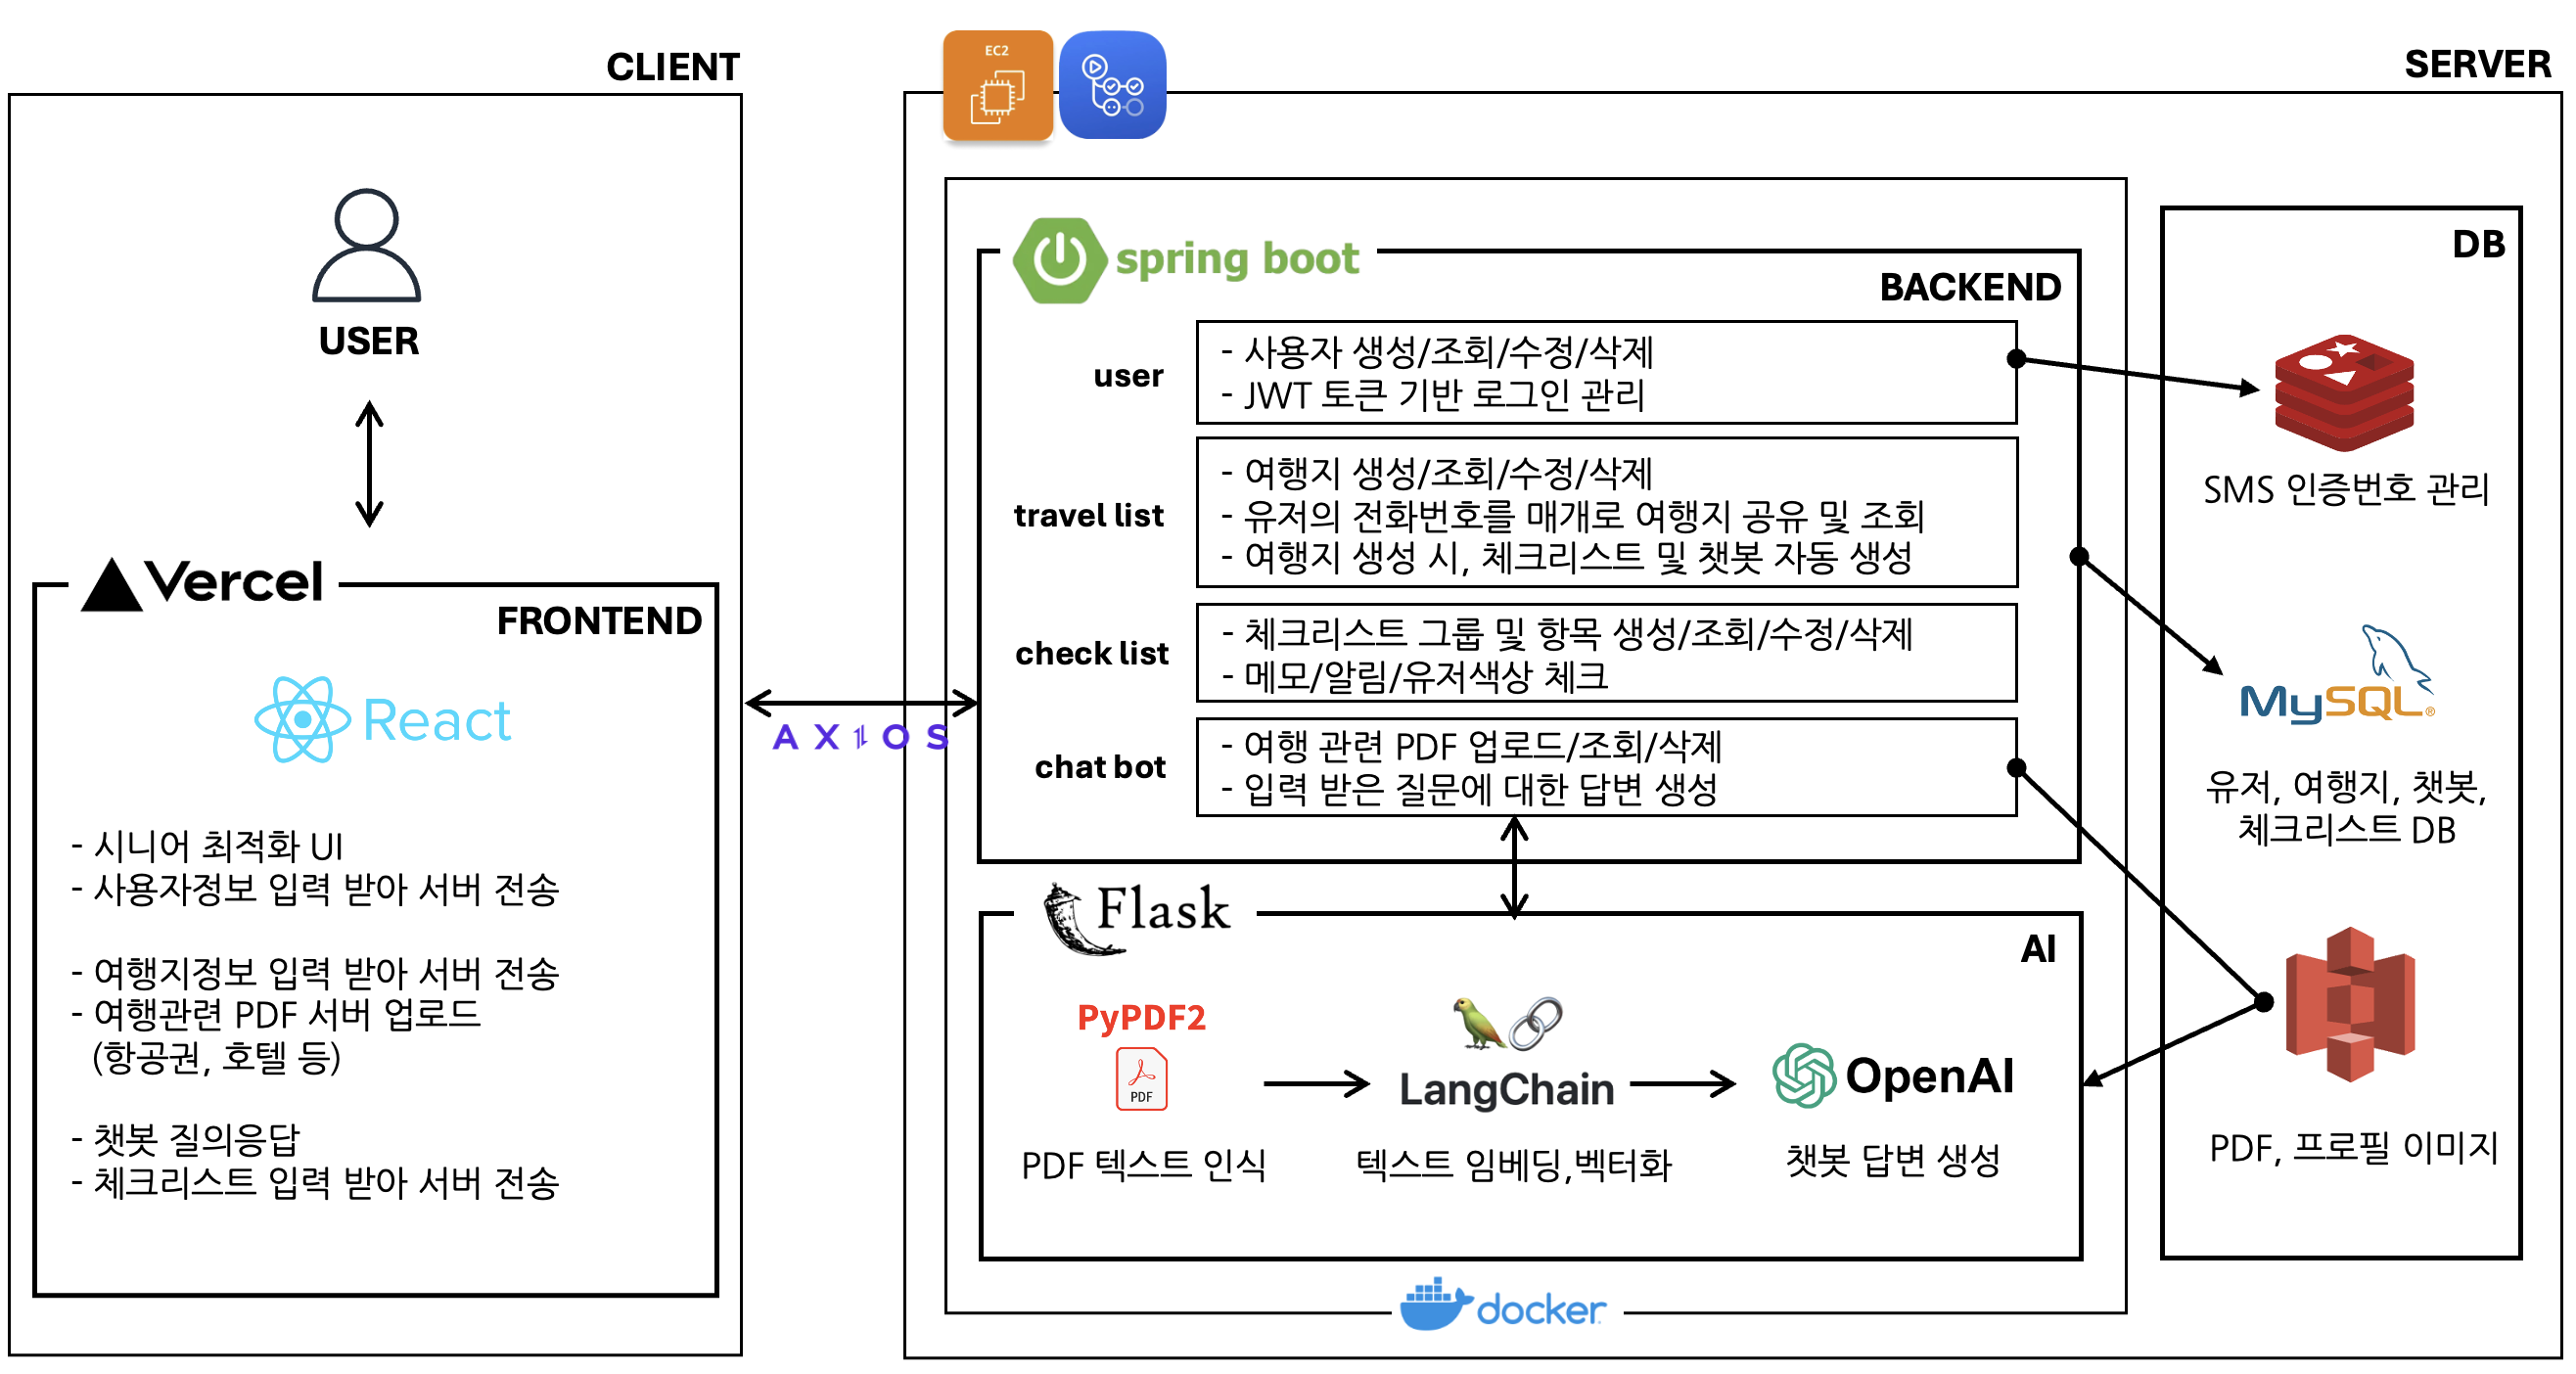 CLIENT
USER
Vercel
FRONTEND
React
- 시니어 최적화 UI
- 사용자정보 입력 받아 서버 전송
- 여행지정보 입력 받아 서버 전송
- 여행관련 PDF 서버 업로드
(항공권, 호텔 등)
- 챗봇 질의응답
- 체크리스트 입력 받아 서버 전송
AXIOS
EC2
SERVER
spring boot
BACKEND
user
- 사용자 생성/조회/수정/삭제
- JWT 토큰 기반 로그인 관리
travel list
- 여행지 생성/조회/수정/삭제
- 유저의 전화번호를 매개로 여행지 공유 및 조회
- 여행지 생성 시, 체크리스트 및 챗봇 자동 생성
check list
- 체크리스트 그룹 및 항목 생성/조회/수정/삭제
- 메모/알림/유저색상 체크
chat bot
- 여행 관련 PDF 업로드/조회/삭제
- 입력 받은 질문에 대한 답변 생성
Flask
AI
PyPDF2
PDF
PDF 텍스트 인식
LangChain
텍스트 임베딩,벡터화
OpenAI
챗봇 답변 생성
docker
DB
SMS 인증번호 관리
MySQL®
유저, 여행지, 챗봇,
체크리스트 DB
PDF, 프로필 이미지